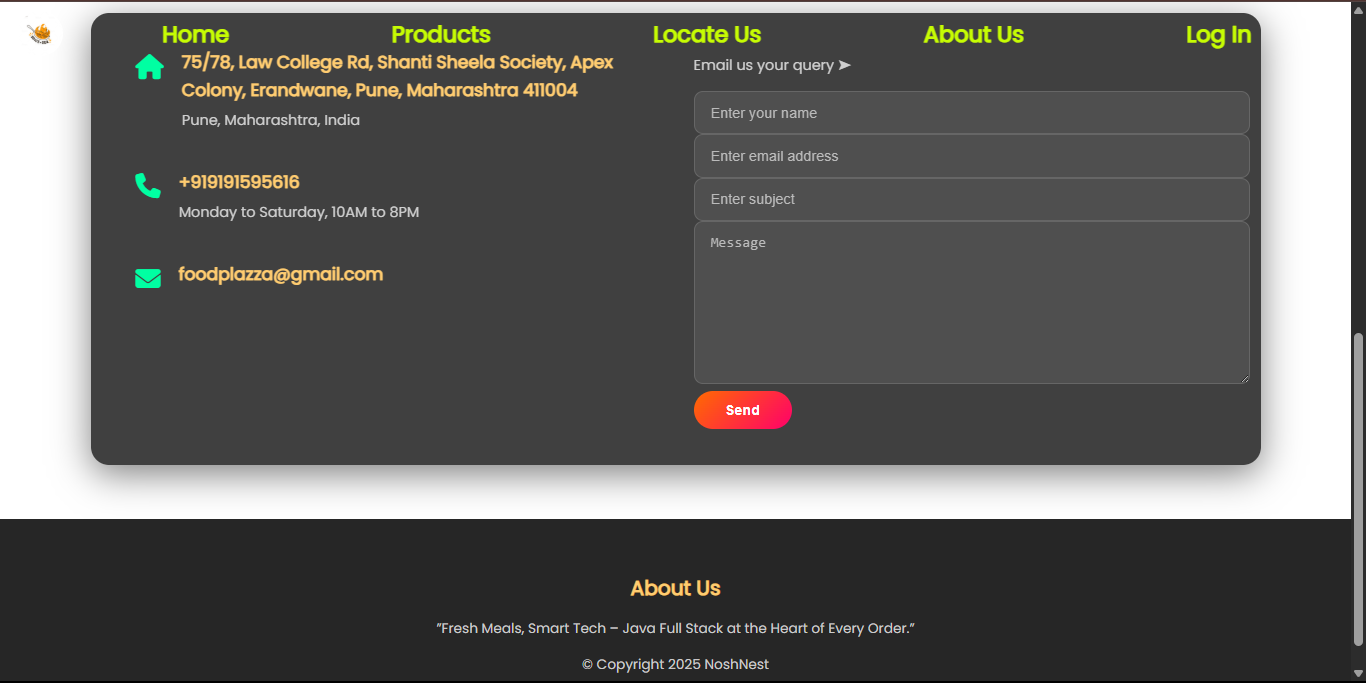 Home Products Locate Us About Us Log In
75/78, Law College Rd, Shanti Sheela Society, Apex
Colony, Erandwane, Pune, Maharashtra 411004
Pune, Maharashtra, India
+919191595616
Monday to Saturday, 10AM to 8PM
foodplazza@gmail.com
Email us your query ➤
Enter your name
Enter email address
Enter subject
Message
Send
About Us
"Fresh Meals, Smart Tech – Java Full Stack at the Heart of Every Order."
© Copyright 2025 NoshNest